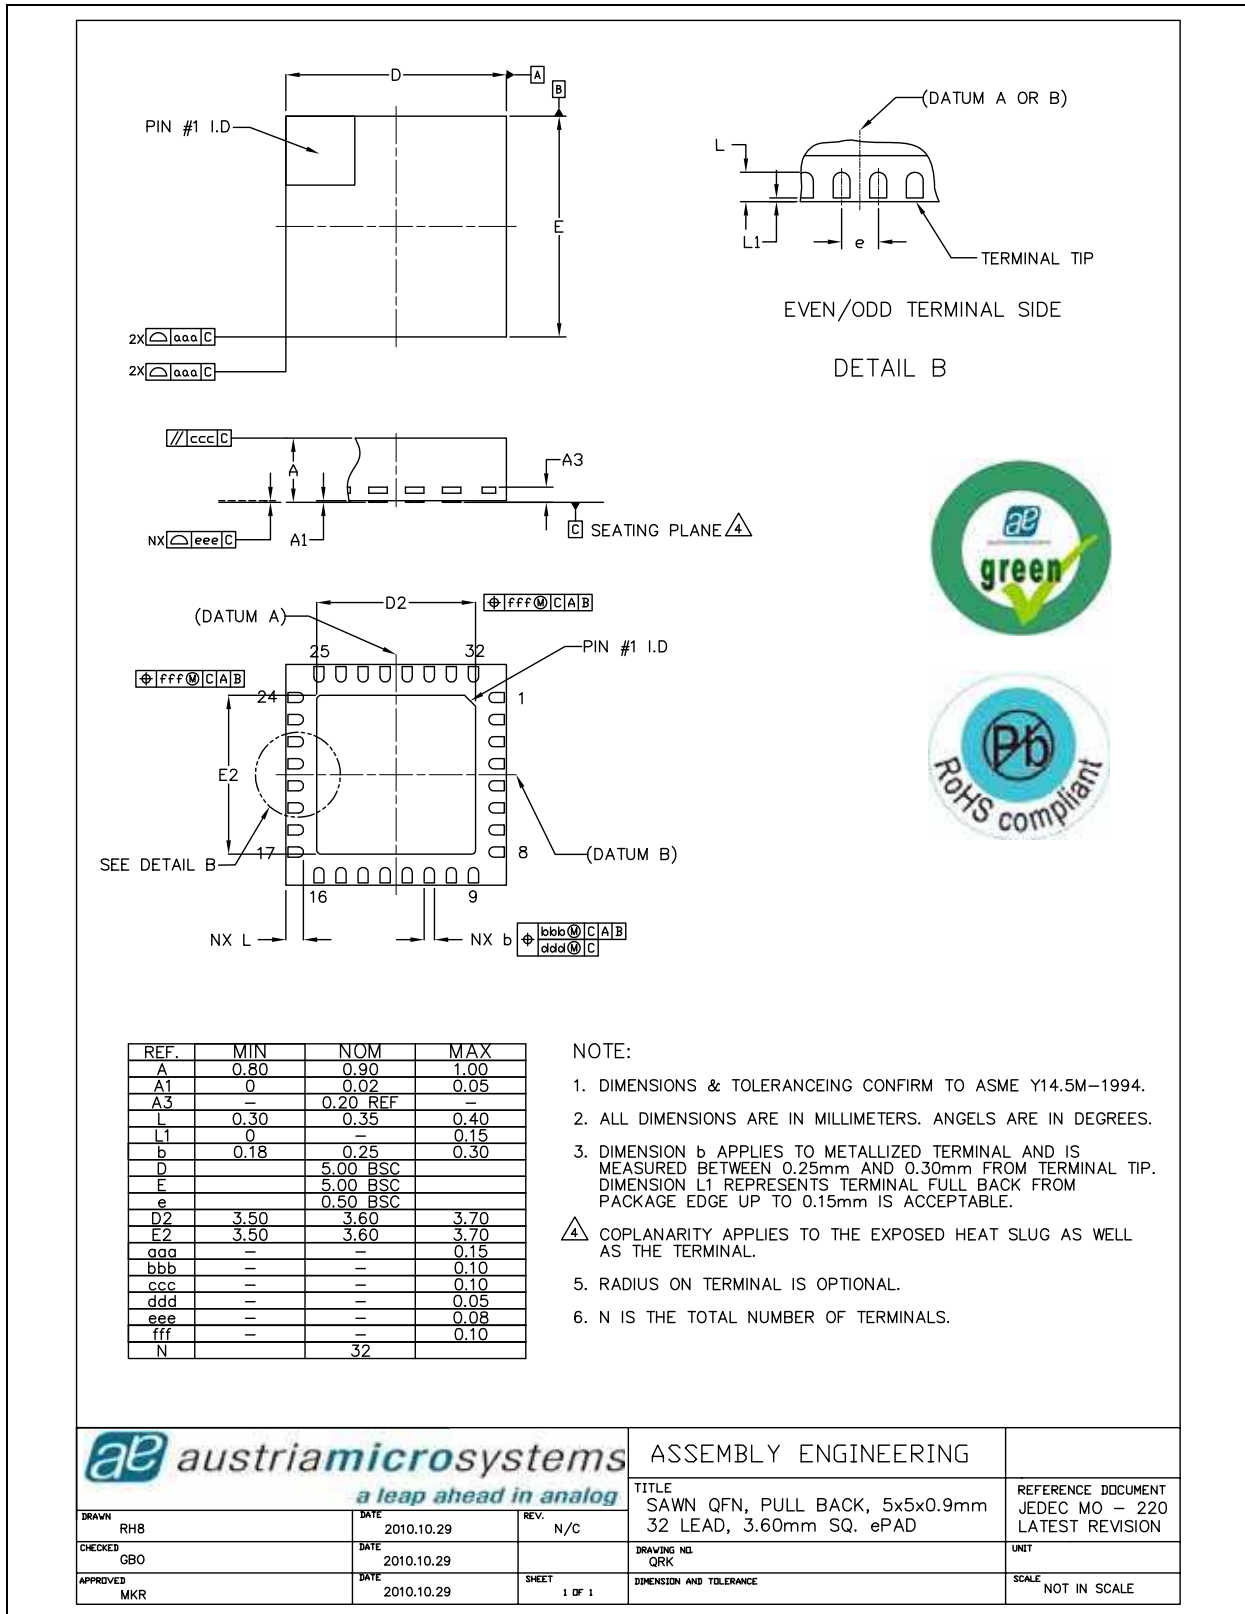 D
A
B
PIN #1 I.D
E
2X aaa C
2X aaa C
(DATUM A OR B)
L
L1
e
TERMINAL TIP
EVEN/ODD TERMINAL SIDE
DETAIL B
// ccc C
A
A3
NX eee C
A1
C SEATING PLANE 4
ae
austriamicrosystems
green
D2
fff M C A B
(DATUM A)
PIN #1 I.D
25
32
fff M C A B
24
1
E2
SEE DETAIL B
17
8
(DATUM B)
16
9
NX L
NX b
bbb M C A B
ddd M C
Pb
RoHS compliant
REF. MIN NOM MAX
A 0.80 0.90 1.00
A1 0 0.02 0.05
A3 – 0.20 REF –
L 0.30 0.35 0.40
L1 0 – 0.15
b 0.18 0.25 0.30
D 5.00 BSC
E 5.00 BSC
e 0.50 BSC
D2 3.50 3.60 3.70
E2 3.50 3.60 3.70
aaa – – 0.15
bbb – – 0.10
ccc – – 0.10
ddd – – 0.05
eee – – 0.08
fff – – 0.10
N 32
NOTE:
1. DIMENSIONS & TOLERANCEING CONFIRM TO ASME Y14.5M–1994.
2. ALL DIMENSIONS ARE IN MILLIMETERS. ANGELS ARE IN DEGREES.
3. DIMENSION b APPLIES TO METALLIZED TERMINAL AND IS
MEASURED BETWEEN 0.25mm AND 0.30mm FROM TERMINAL TIP.
DIMENSION L1 REPRESENTS TERMINAL FULL BACK FROM
PACKAGE EDGE UP TO 0.15mm IS ACCEPTABLE.
4 COPLANARITY APPLIES TO THE EXPOSED HEAT SLUG AS WELL
AS THE TERMINAL.
5. RADIUS ON TERMINAL IS OPTIONAL.
6. N IS THE TOTAL NUMBER OF TERMINALS.
ae austriamicrosystems
a leap ahead in analog
ASSEMBLY ENGINEERING
TITLE
SAWN QFN, PULL BACK, 5x5x0.9mm
32 LEAD, 3.60mm SQ. ePAD
REFERENCE DOCUMENT
JEDEC MO – 220
LATEST REVISION
DRAWN
RH8
DATE
2010.10.29
REV.
N/C
CHECKED
GBO
DATE
2010.10.29
DRAWING NO.
QRK
UNIT
APPROVED
MKR
DATE
2010.10.29
SHEET
1 OF 1
DIMENSION AND TOLERANCE
SCALE
NOT IN SCALE